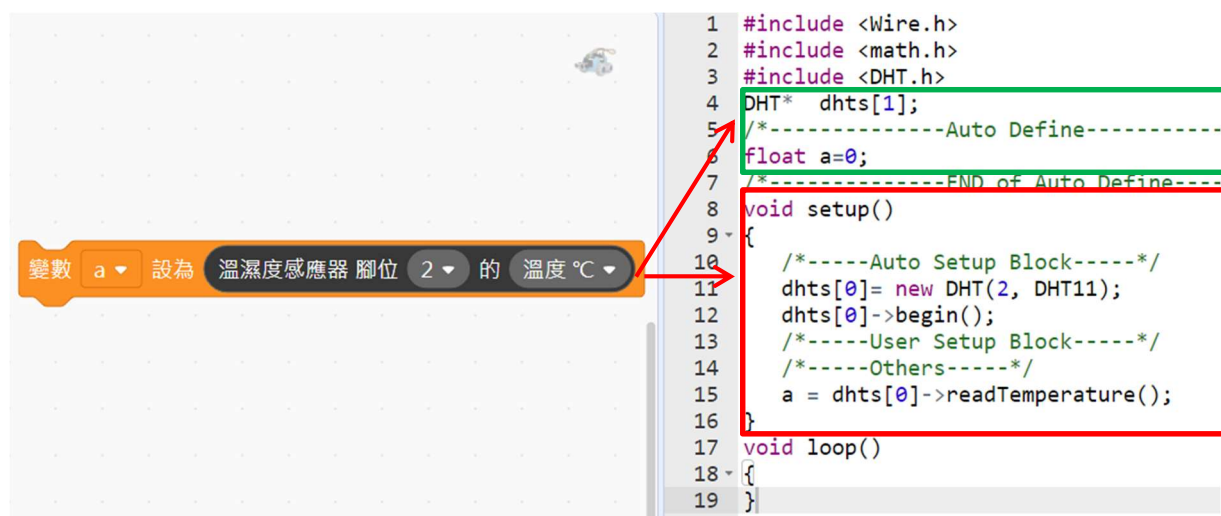 變數 a 設為 溫濕度感應器 腳位 2 的 溫度 ℃
1 #include <Wire.h>
2 #include <math.h>
3 #include <DHT.h>
4 DHT*  dhts[1];
5 /*--------------Auto Define-----------
6 float a=0;
7 /*--------------END of Auto Define----
8 void setup()
9 {
10 /*-----Auto Setup Block-----*/
11 dhts[0]= new DHT(2, DHT11);
12 dhts[0]->begin();
13 /*-----User Setup Block-----*/
14 /*-----Others-----*/
15 a = dhts[0]->readTemperature();
16 }
17 void loop()
18 {
19 }